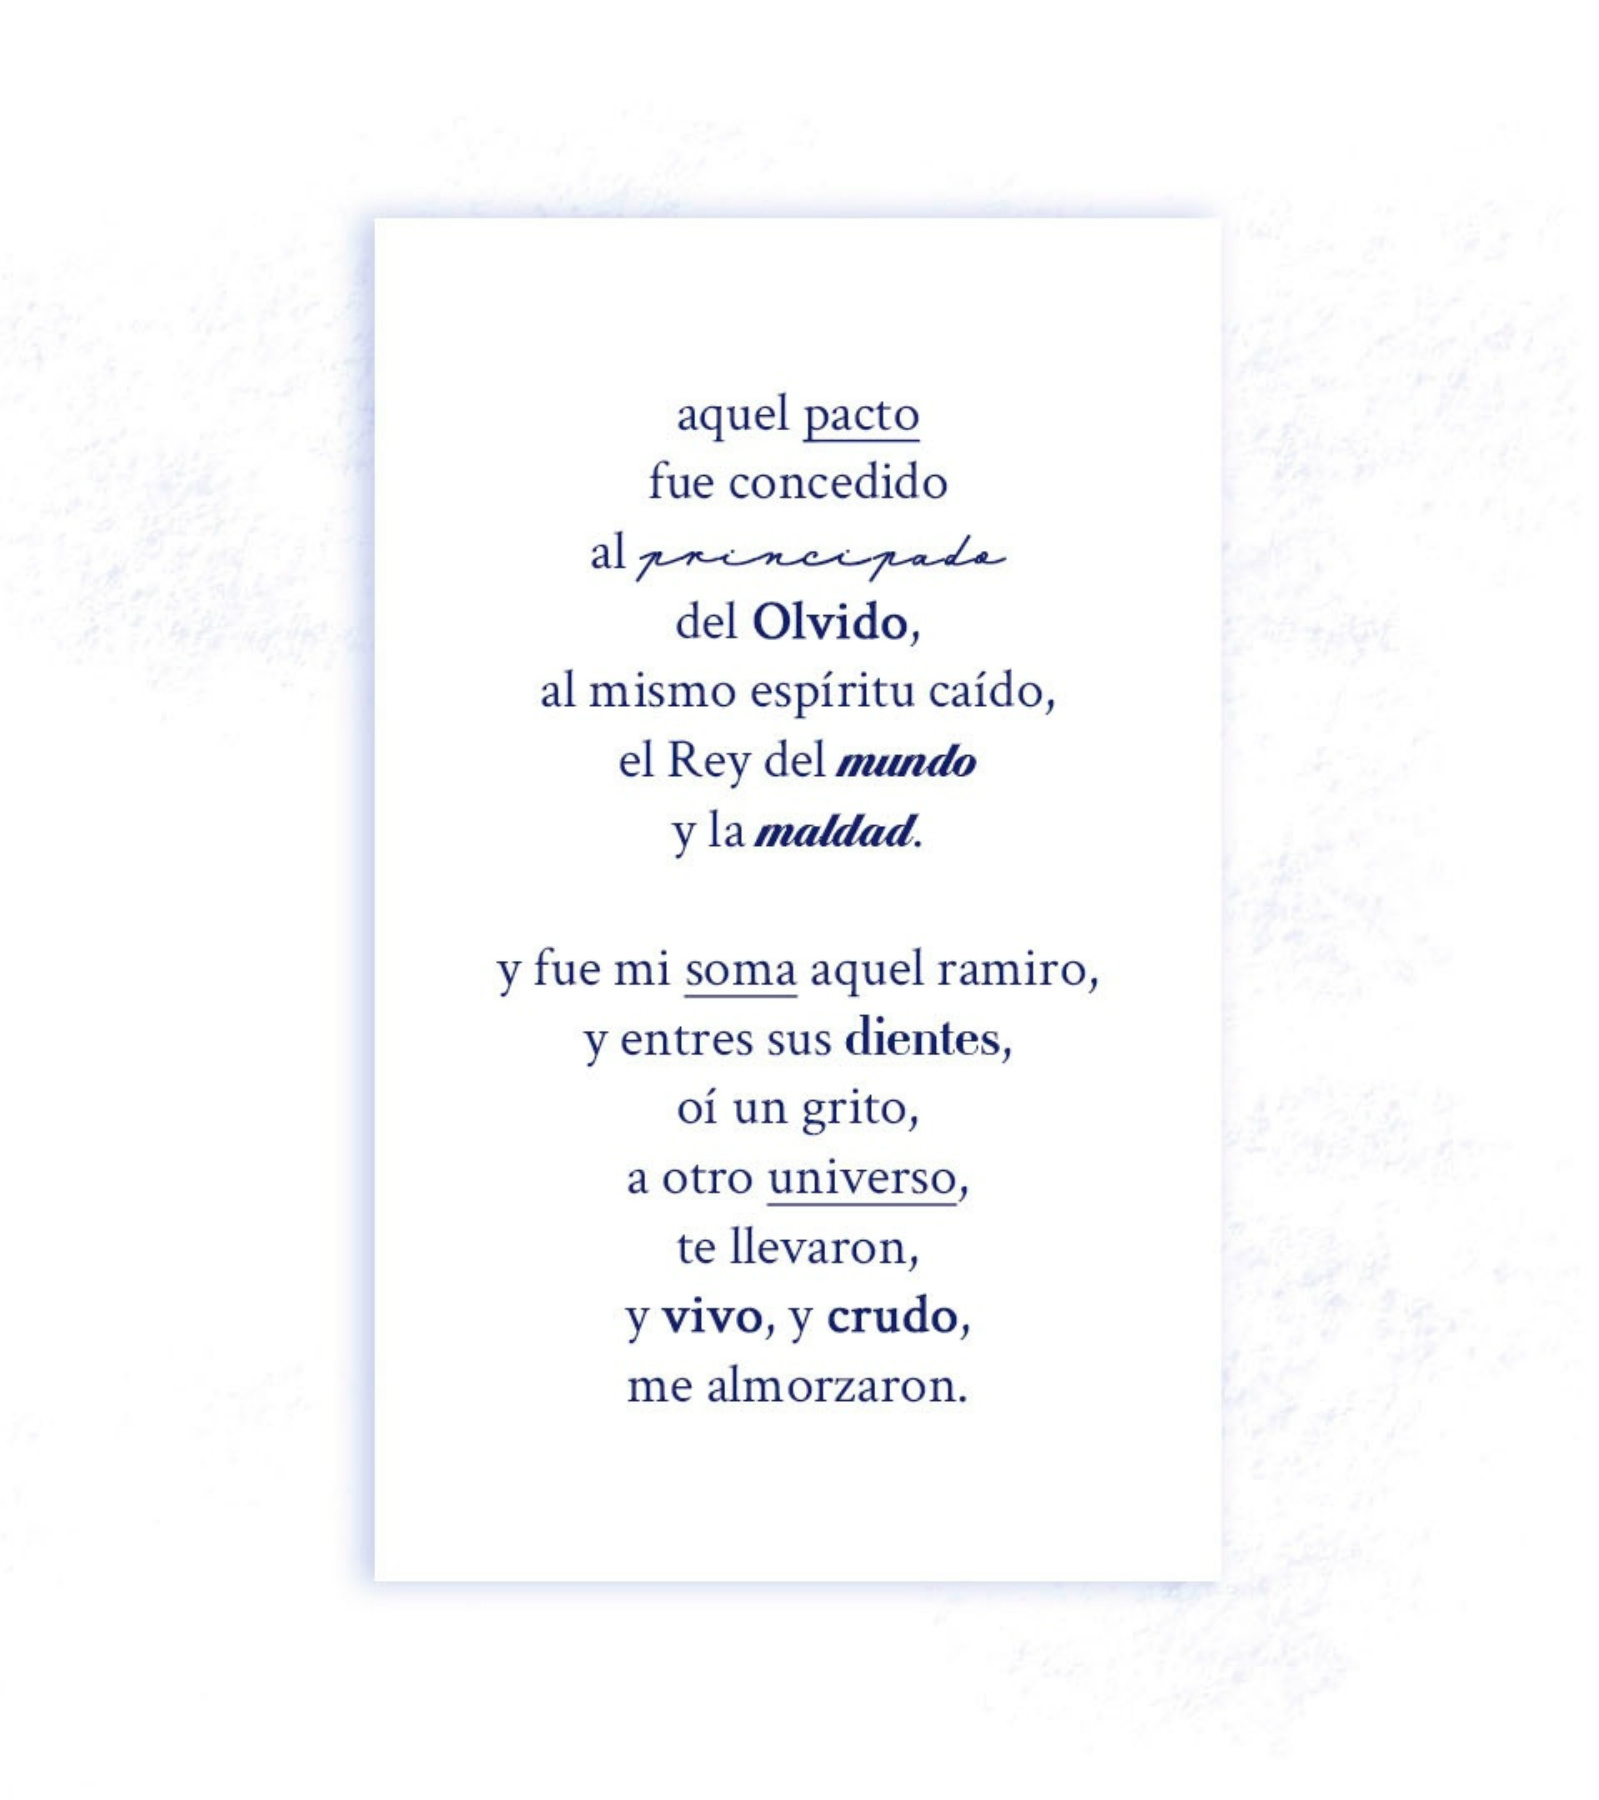 aquel pacto
fue concedido
al principado
del Olvido,
al mismo espíritu caído,
el Rey del mundo
y la maldad.
y fue mi soma aquel ramiro,
y entres sus dientes,
oí un grito,
a otro universo,
te llevaron,
y vivo, y crudo,
me almorzaron.